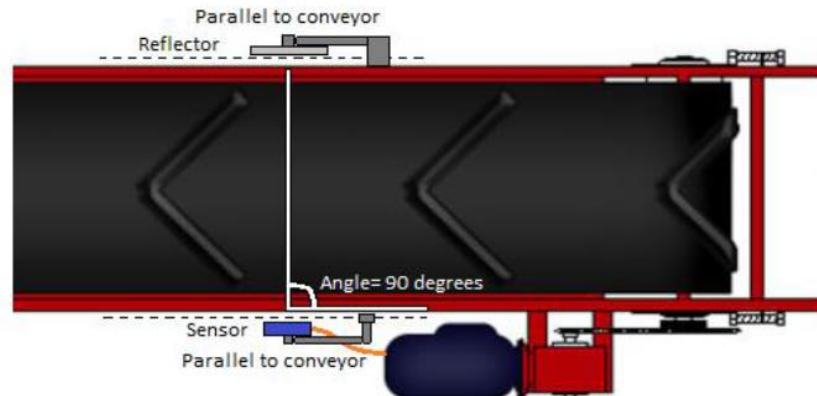 Parallel to conveyor
Reflector
Angle= 90 degrees
Sensor
Parallel to conveyor